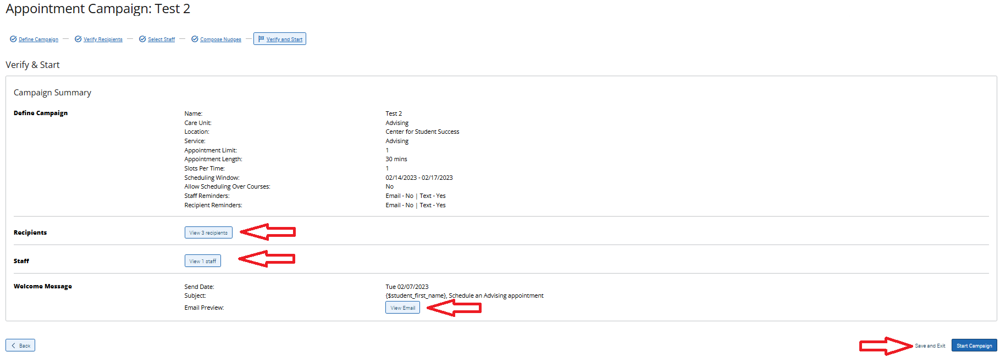 Appointment Campaign: Test 2
Define Campaign — Verify Recipients — Select Staff — Compose Nudges — Verify and Start
Verify & Start
Campaign Summary
Define Campaign Name: Test 2
Care Unit: Advising
Location: Center for Student Success
Service: Advising
Appointment Limit: 1
Appointment Length: 30 mins
Slots Per Time: 1
Scheduling Window: 02/14/2023 - 02/17/2023
Allow Scheduling Over Courses: No
Staff Reminders: Email - No | Text - Yes
Recipient Reminders: Email - No | Text - Yes
Recipients View 3 recipients
Staff View 1 staff
Welcome Message Send Date: Tue 02/07/2023
Subject: {$student_first_name}, Schedule an Advising appointment
Email Preview: View Email
Back Save and Exit Start Campaign